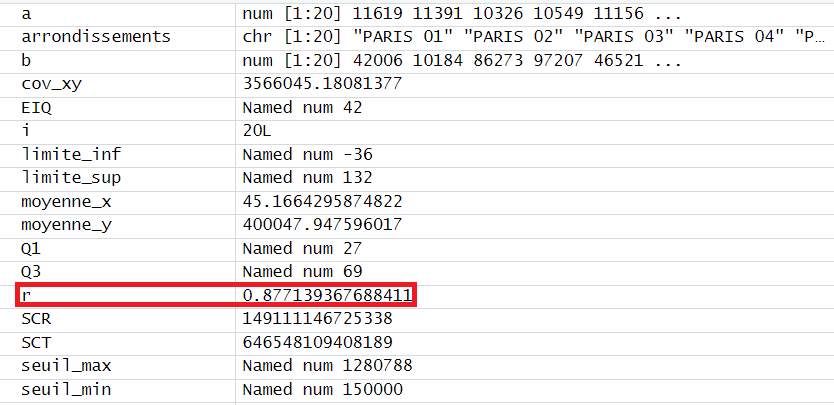 a num [1:20] 11619 11391 10326 10549 11156 ...
arrondissements chr [1:20] "PARIS 01" "PARIS 02" "PARIS 03" "PARIS 04" "P…
b num [1:20] 42006 10184 86273 97207 46521 ...
cov_xy 3566045.18081377
EIQ Named num 42
i 20L
limite_inf Named num -36
limite_sup Named num 132
moyenne_x 45.1664295874822
moyenne_y 400047.947596017
Q1 Named num 27
Q3 Named num 69
r 0.877139367688411
SCR 149111146725338
SCT 646548109408189
seuil_max Named num 1280788
seuil_min Named num 150000